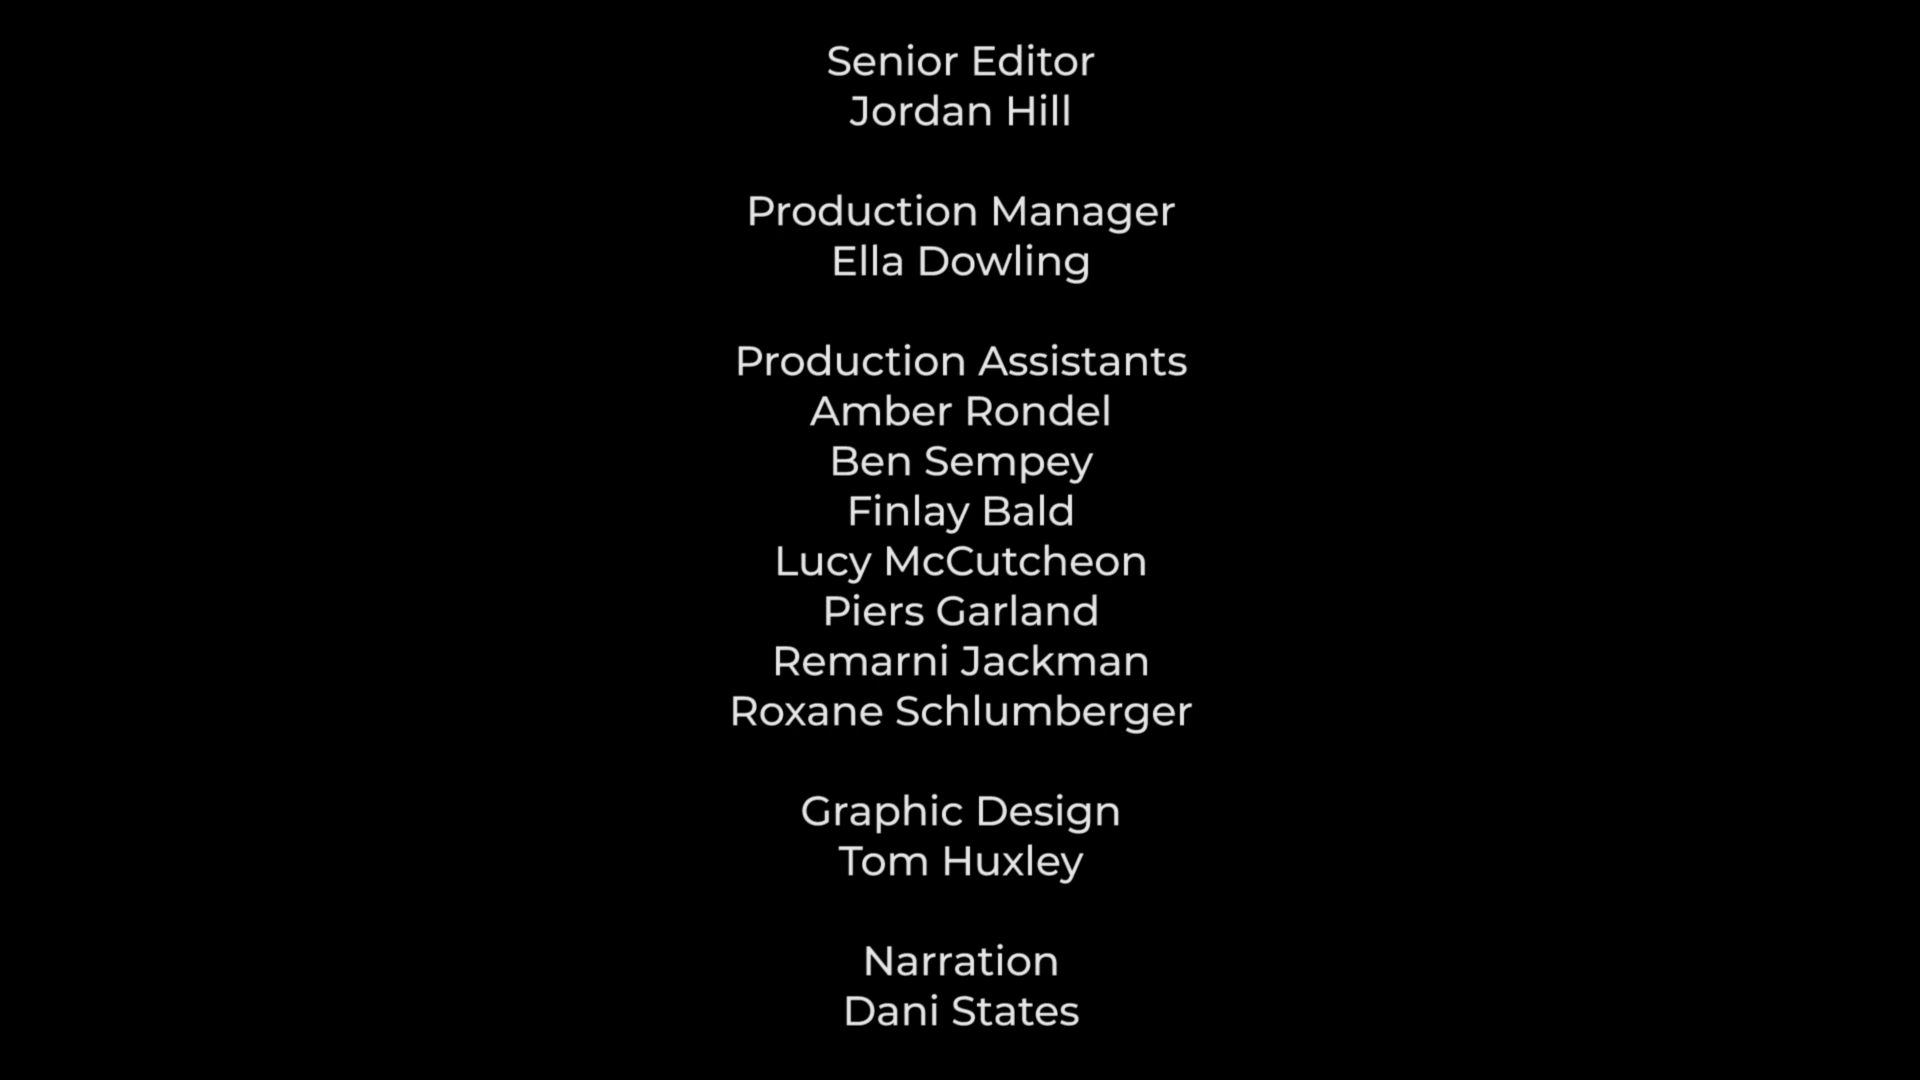 Senior Editor
Jordan Hill
Production Manager
Ella Dowling
Production Assistants
Amber Rondel
Ben Sempey
Finlay Bald
Lucy McCutcheon
Piers Garland
Remarni Jackman
Roxane Schlumberger
Graphic Design
Tom Huxley
Narration
Dani States